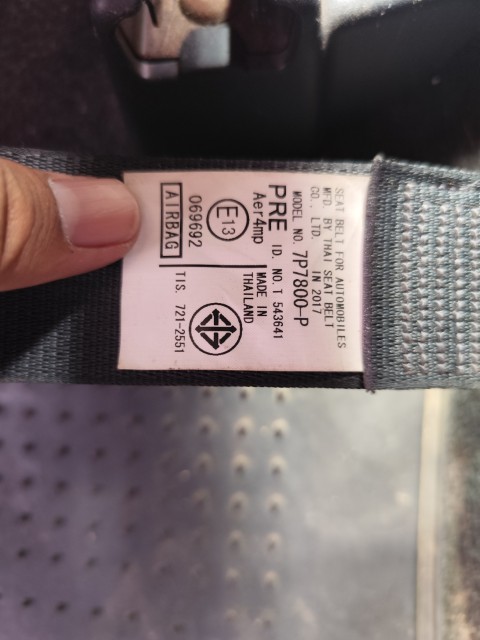 SEAT BELT FOR AUTOMOBILES
MFD. BY THAI SEAT BELT
CO., LTD. IN 2017
MODEL NO. 7P7800-P
PRE ID. NO.T 543641
Aer4mp
MADE IN
THAILAND
E13
069692
AIRBAG
TIS. 721-2551